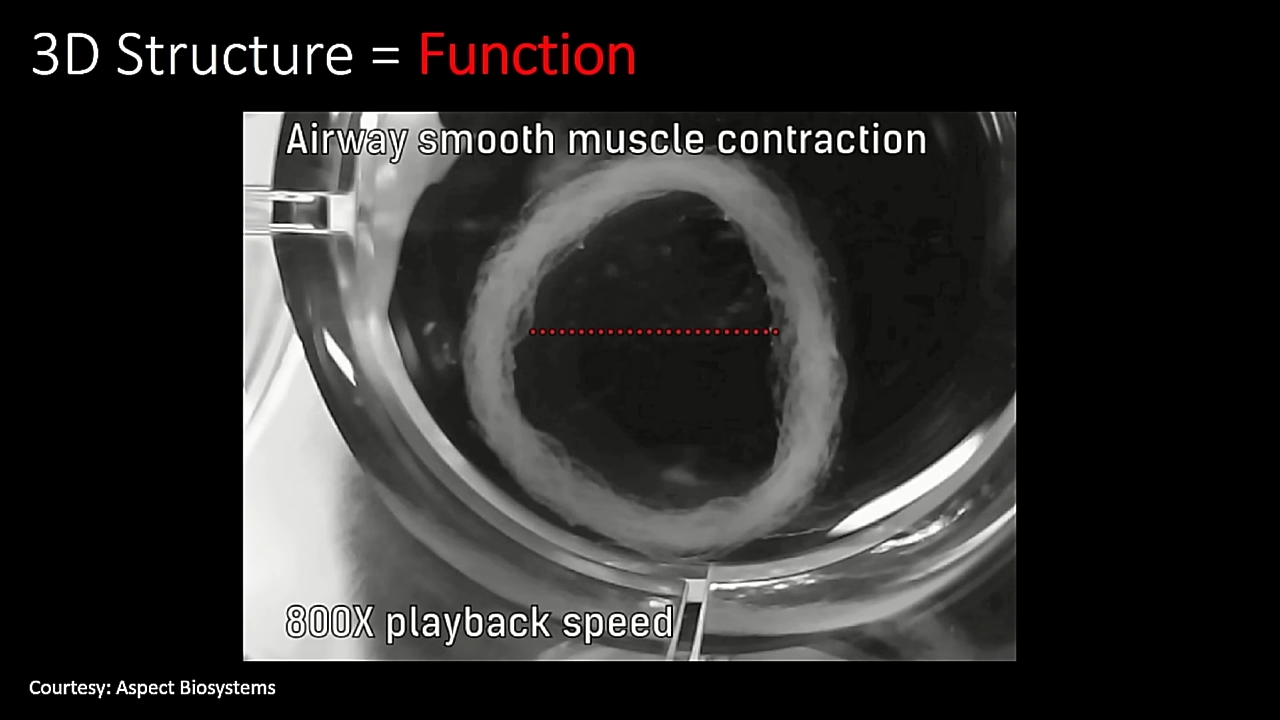 3D Structure = Function
Airway smooth muscle contraction
800X playback speed
Courtesy: Aspect Biosystems